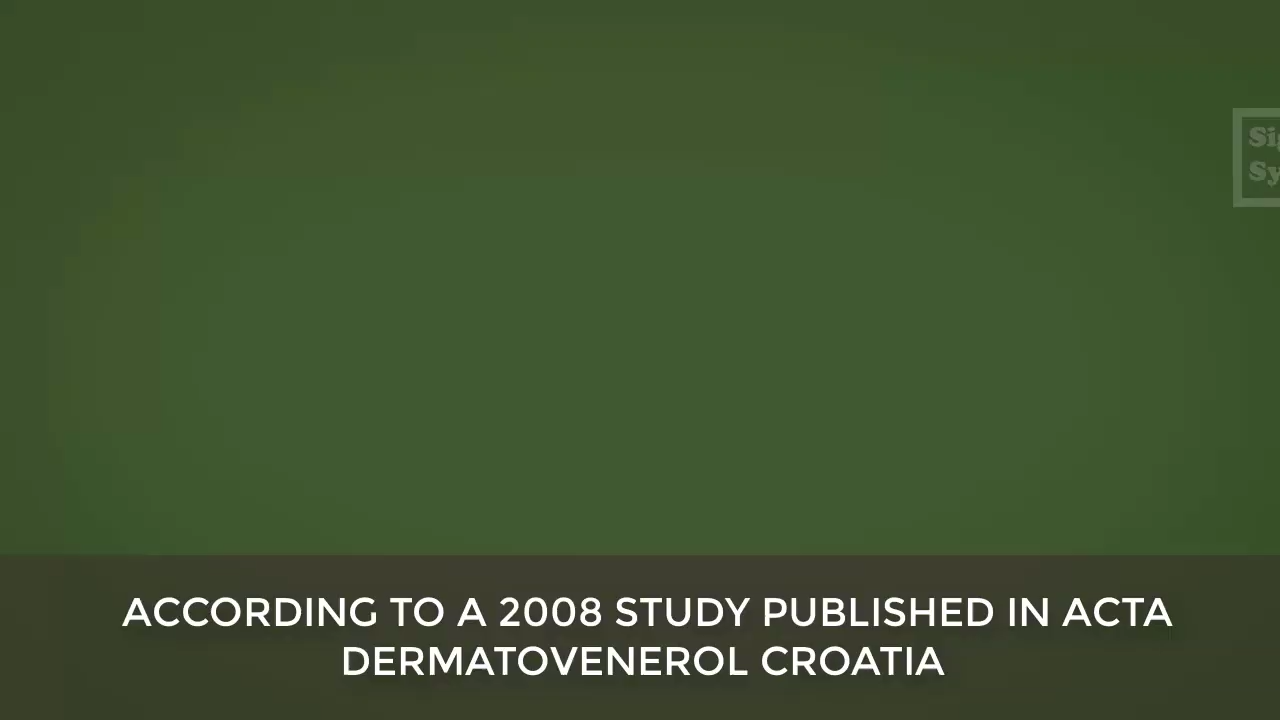 ACCORDING TO A 2008 STUDY PUBLISHED IN ACTA
DERMATOVENEROL CROATIA